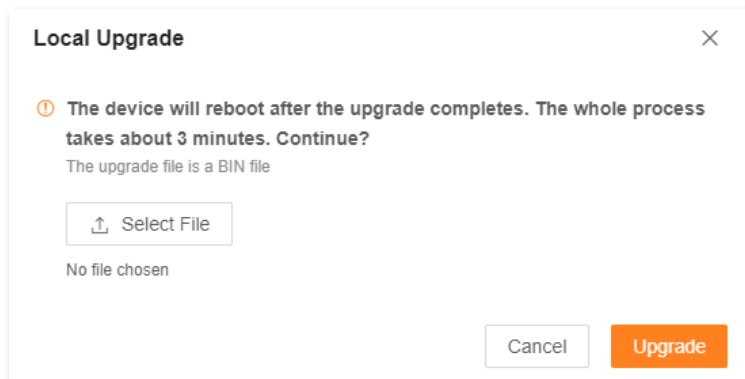 Local Upgrade
The device will reboot after the upgrade completes. The whole process
takes about 3 minutes. Continue?
The upgrade file is a BIN file
Select File
No file chosen
Cancel
Upgrade